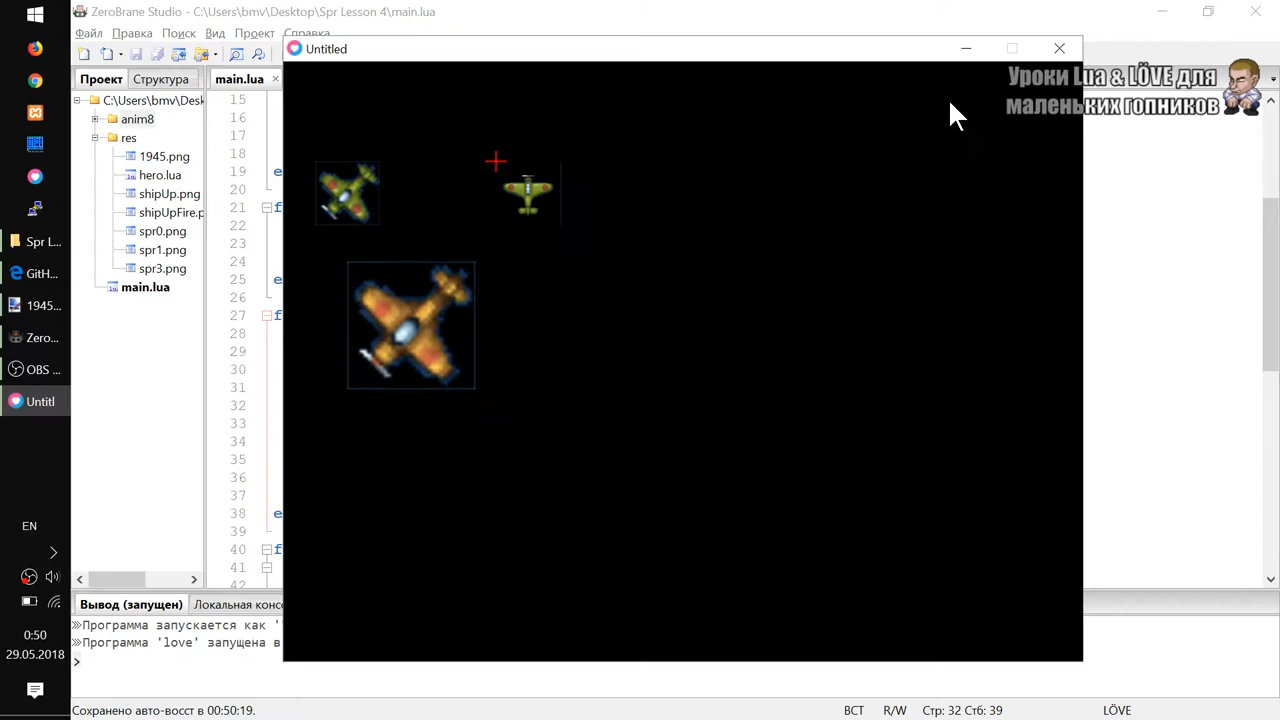 ZeroBrane Studio - C:\Users\bmv\Desktop\Spr Lesson 4\main.lua
Файл Правка Поиск Вид Проект Справка
Untitled
Проект Структура main.lua
Уроки Lua & LÖVE для
маленьких гопников
C:\Users\bmv\Desk
anim8
res
1945.png
hero.lua
shipUp.png
shipUpFire.p
spr0.png
spr1.png
spr3.png
main.lua
15
16
17
18
19 e
20
21 f
22
23
24
25 e
26
27 f
28
29
30
31
32
33
34
35
36
37
38 e
39
40 f
41
42
Spr L...
GitH...
1945...
Zero...
OBS ...
Untitl
EN
0:50
29.05.2018
Вывод (запущен) Локальная консо
Программа запускается как '
Программа 'love' запущена в
>
Сохранено авто-восст в 00:50:19.
ВСТ R/W Стр: 32 Стб: 39 LÖVE